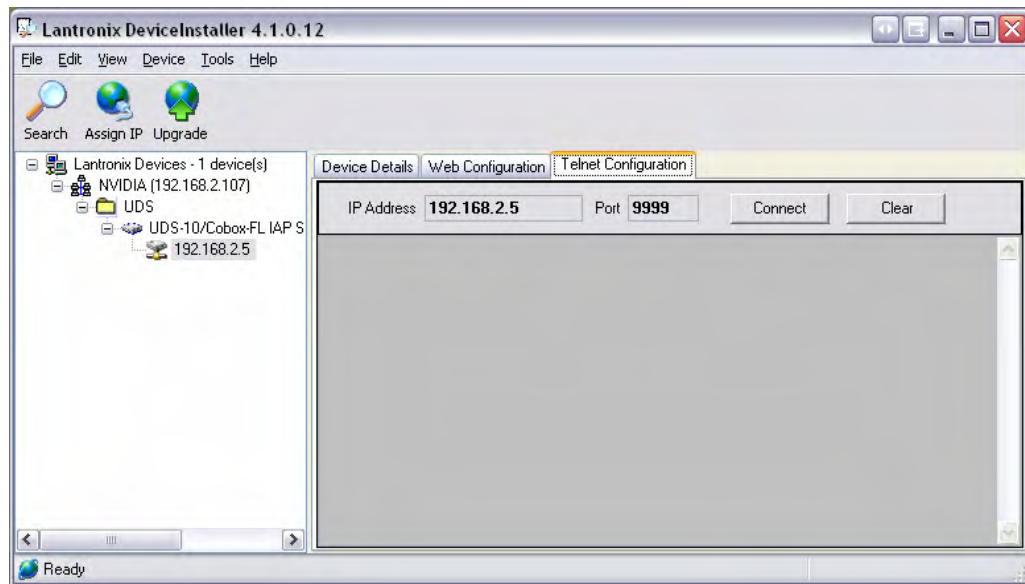 Lantronix DeviceInstaller 4.1.0.12
File Edit View Device Tools Help
Search Assign IP Upgrade
Lantronix Devices - 1 device(s)
NVIDIA (192.168.2.107)
UDS
UDS-10/Cobox-FL IAP S
192.168.2.5
Device Details Web Configuration Telnet Configuration
IP Address 192.168.2.5 Port 9999 Connect Clear
Ready